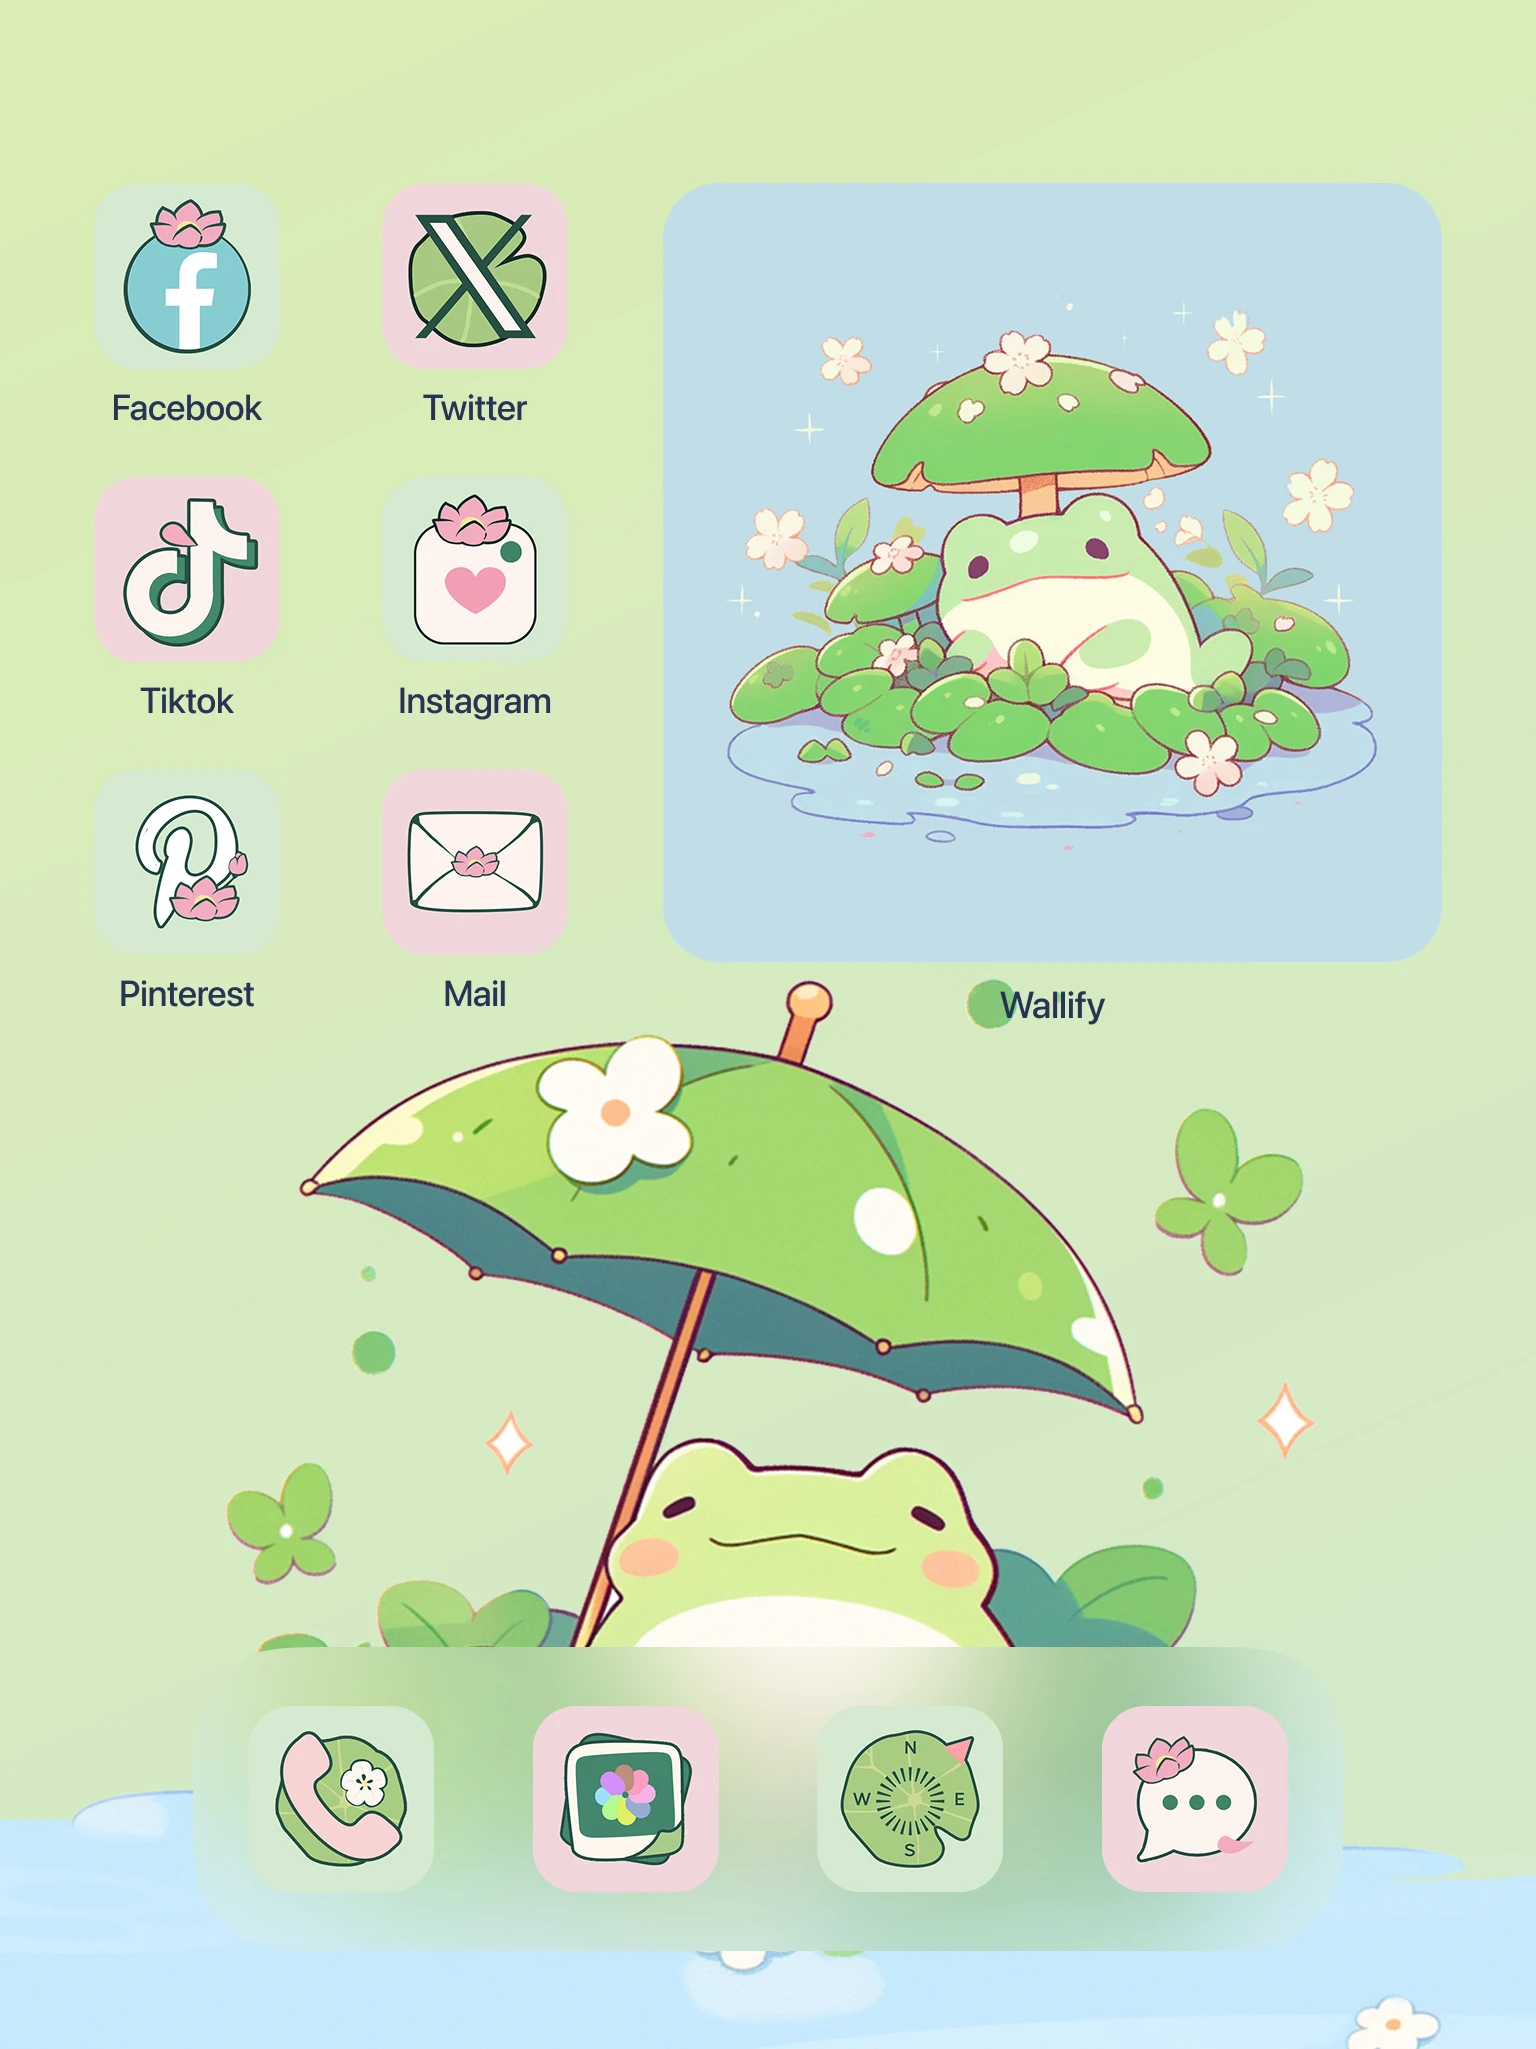 Facebook
Twitter
Tiktok
Instagram
Pinterest
Mail
Wallify
N
W E
S